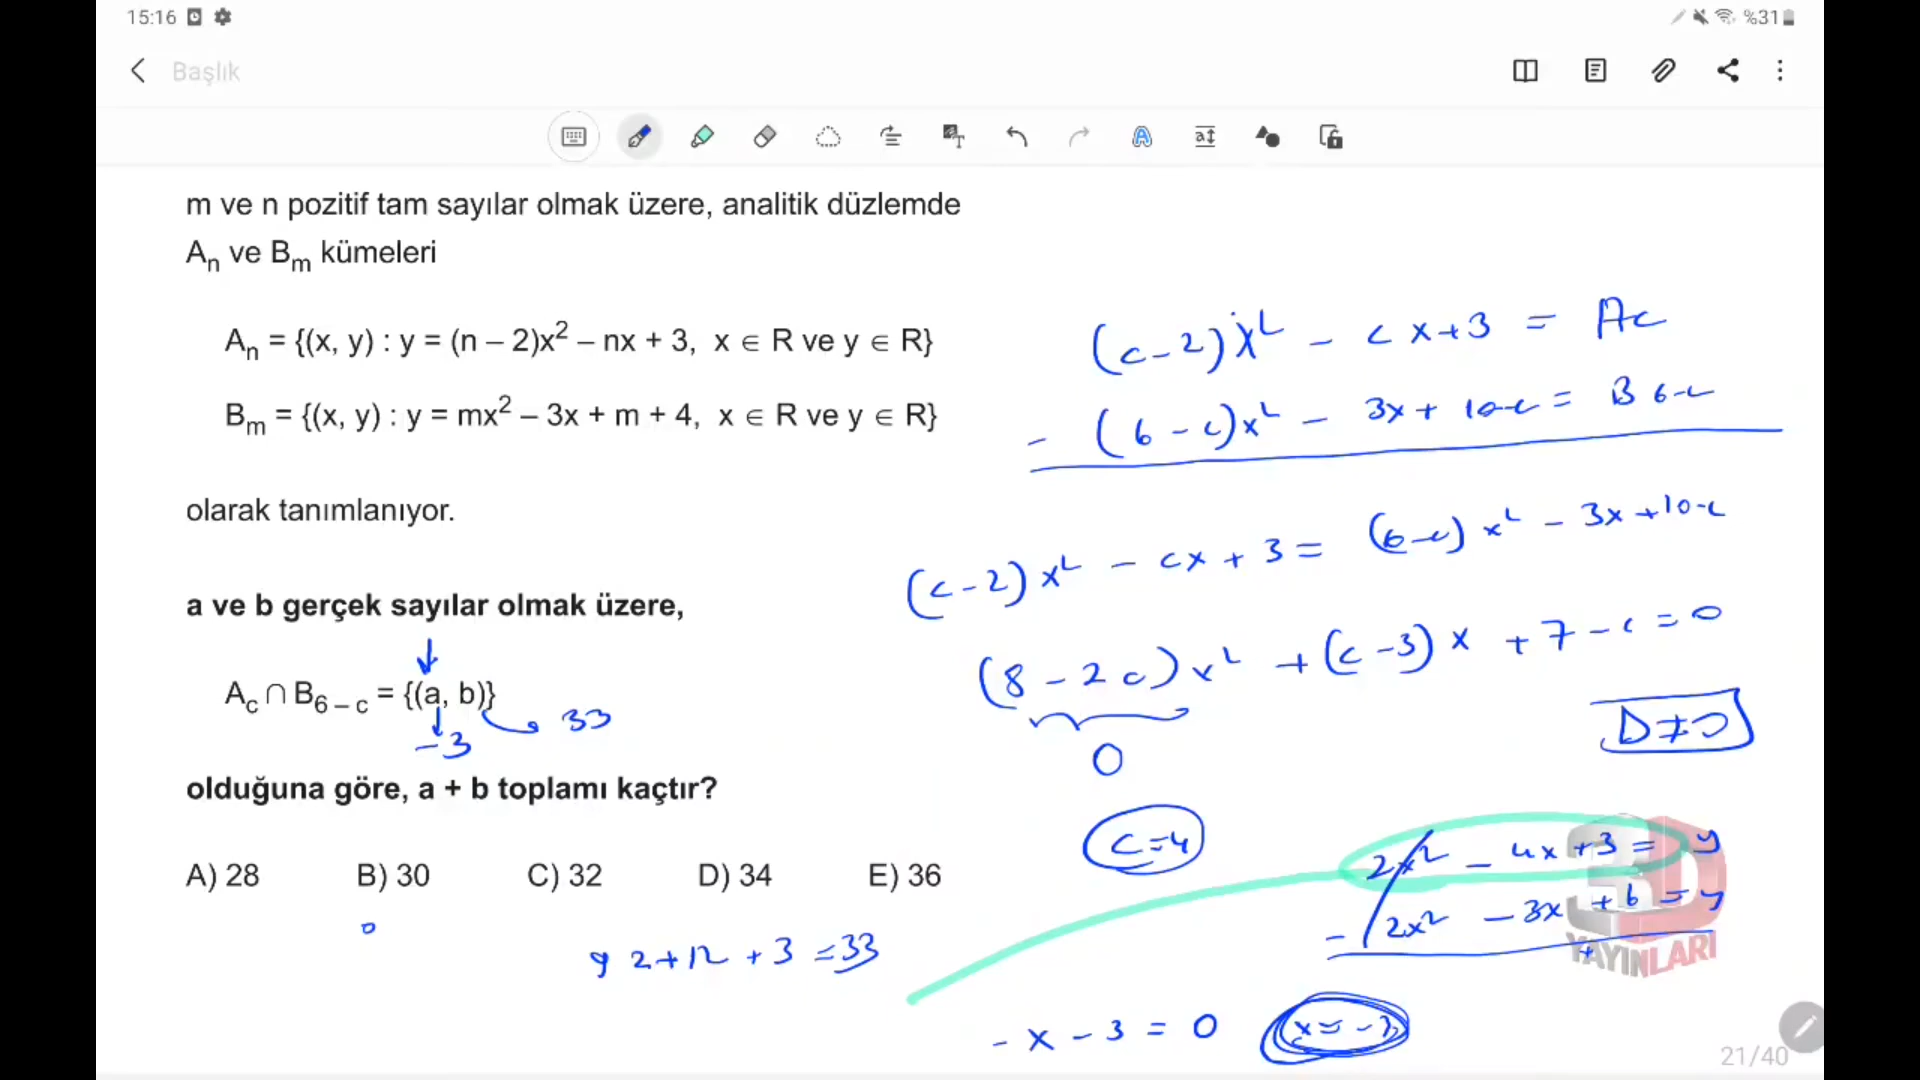 15:16
%31
Başlık
m ve n pozitif tam sayılar olmak üzere, analitik düzlemde
Aₙ ve Bₘ kümeleri
Aₙ = {(x, y) : y = (n – 2)x² – nx + 3, x ∈ R ve y ∈ R}
Bₘ = {(x, y) : y = mx² – 3x + m + 4, x ∈ R ve y ∈ R}
olarak tanımlanıyor.
a ve b gerçek sayılar olmak üzere,
A_c ∩ B_{6 – c} = {(a, b)}
-3
33
olduğuna göre, a + b toplamı kaçtır?
A) 28 B) 30 C) 32 D) 34 E) 36
9 2+12 +3 =33
(c-2)x² - cx+3 = Ac
- (6-c)x² - 3x+10-c = B 6-c
(c-2)x² - cx+3 = (6-c)x² - 3x+10-c
(8-2c)x² + (c-3)x +7-c=0
0
D≠0
c=4
2x² - 4x+3 = y
- 2x² - 3x+6 = y
+
-x-3=0 x=-3
3D
YAYINLARI
21/40